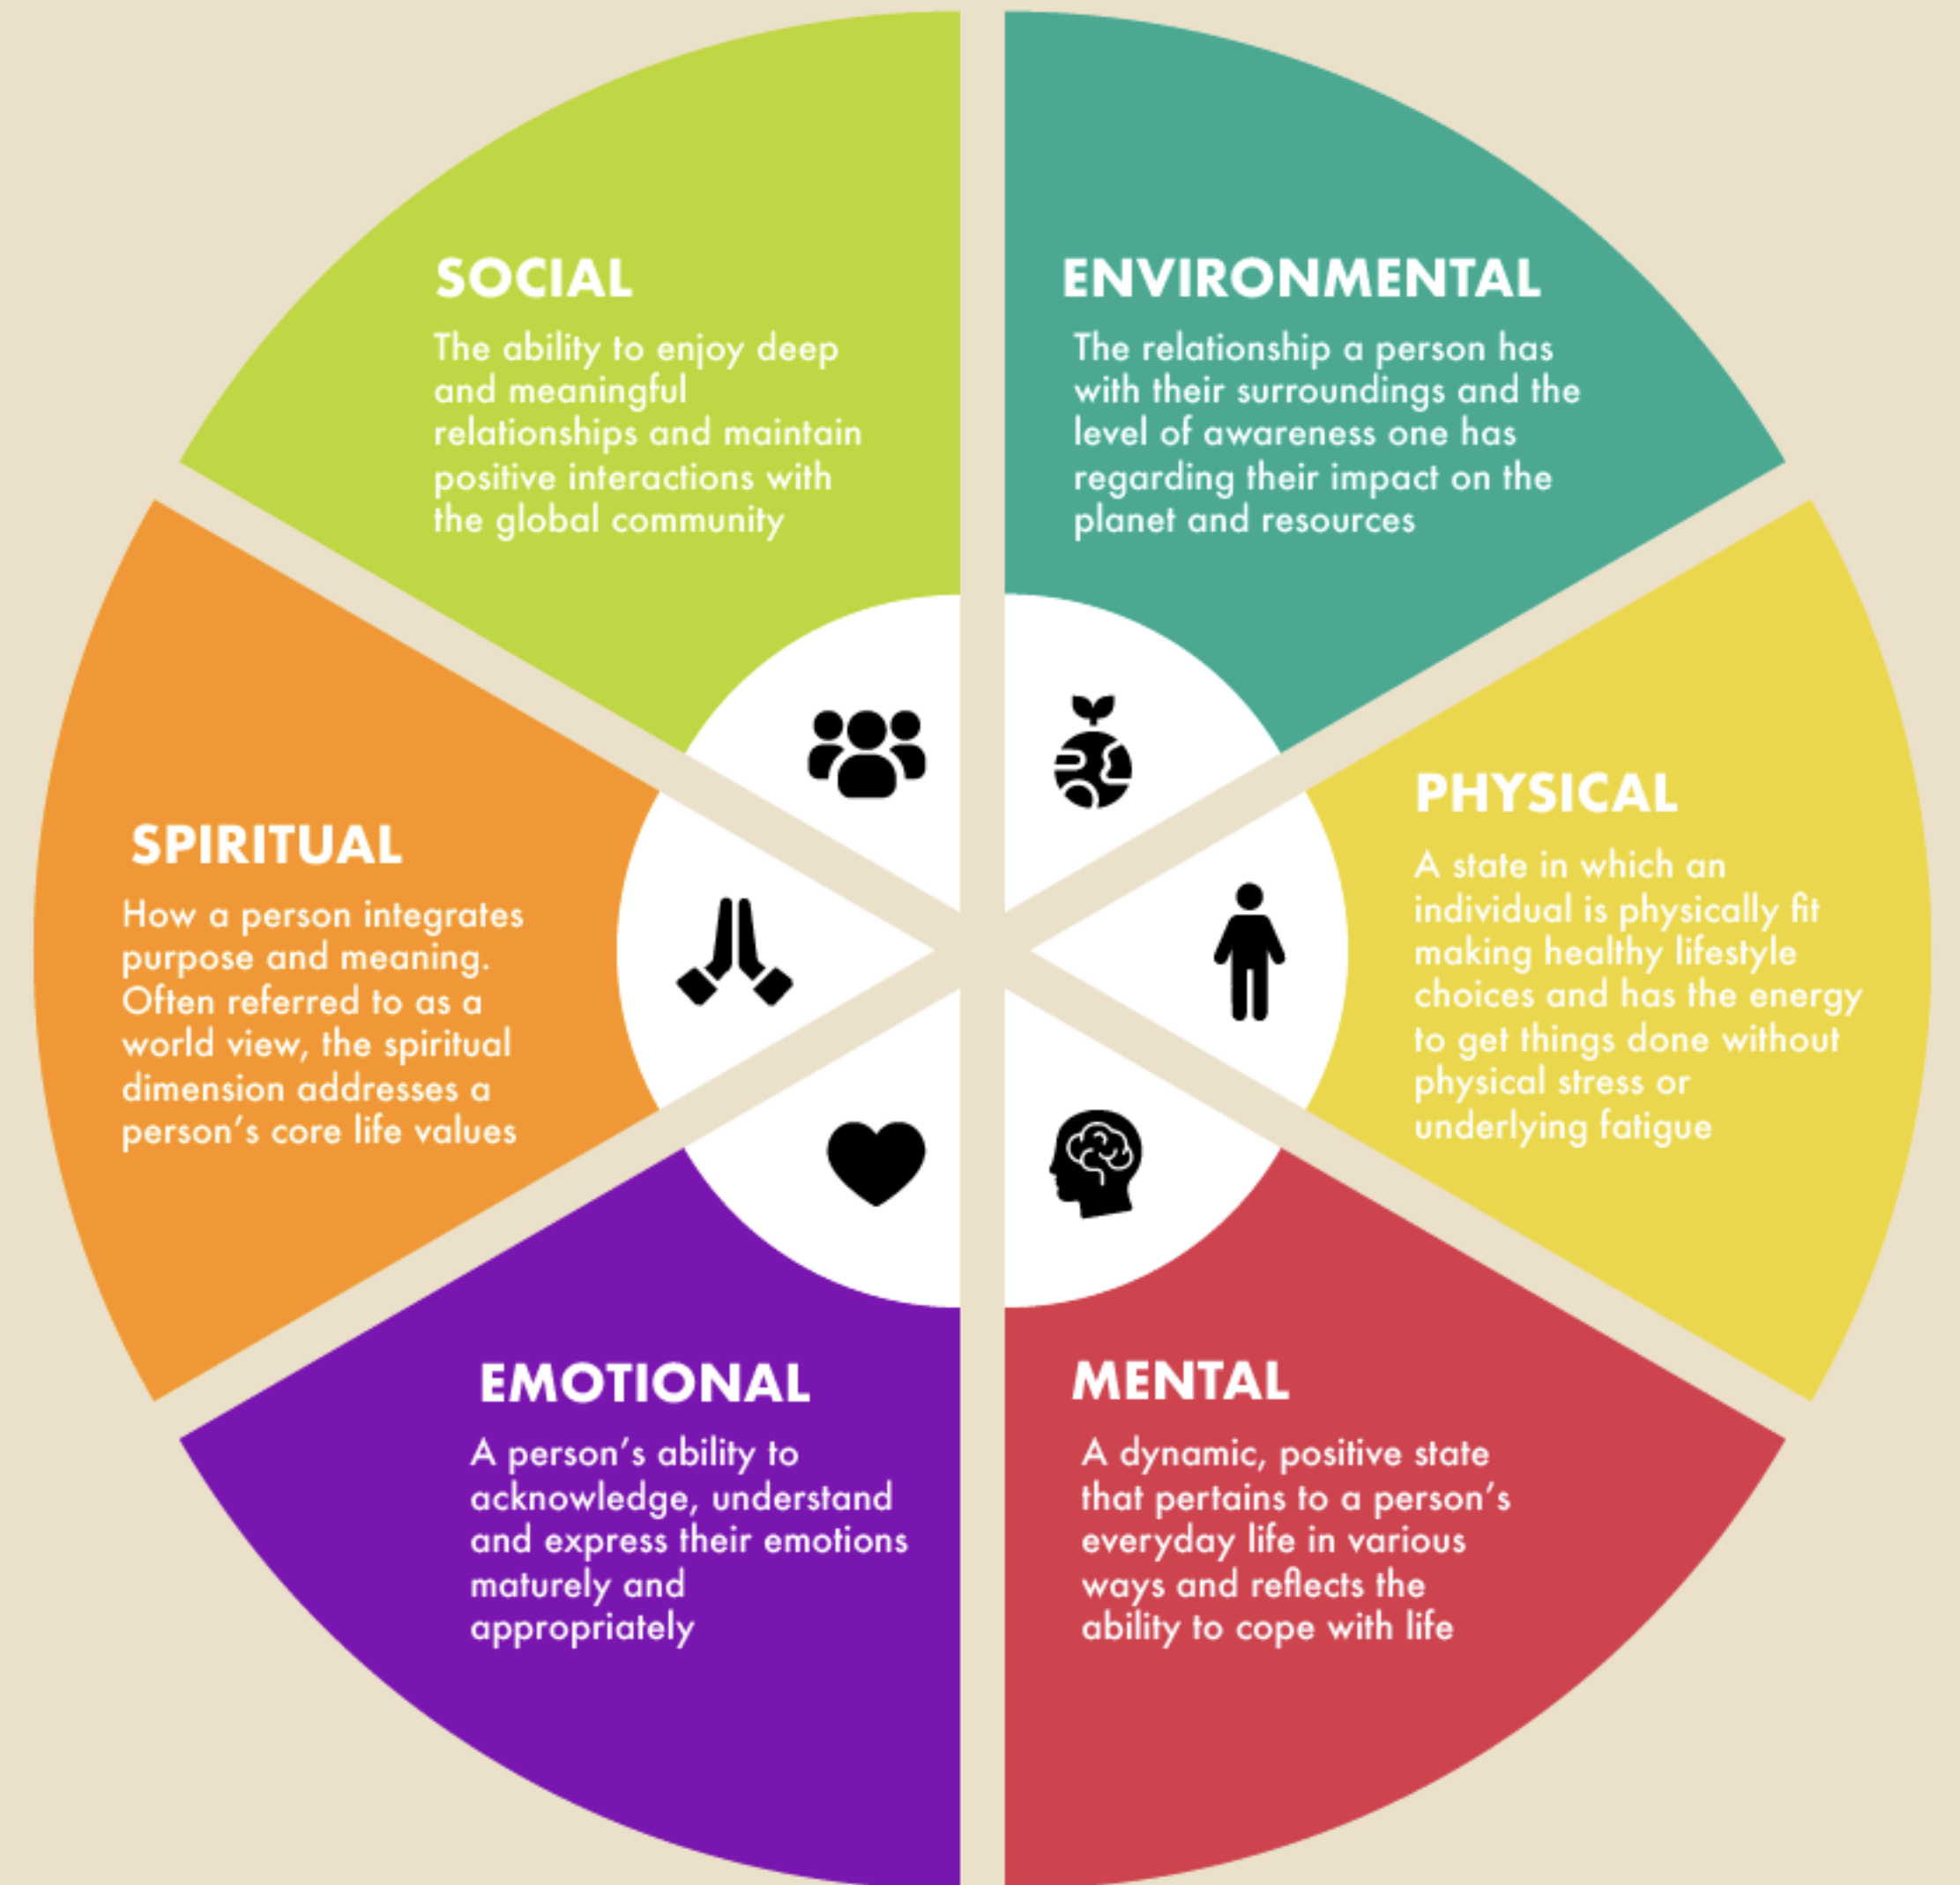 SOCIAL
The ability to enjoy deep
and meaningful
relationships and maintain
positive interactions with
the global community
ENVIRONMENTAL
The relationship a person has
with their surroundings and the
level of awareness one has
regarding their impact on the
planet and resources
PHYSICAL
A state in which an
individual is physically fit
making healthy lifestyle
choices and has the energy
to get things done without
physical stress or
underlying fatigue
SPIRITUAL
How a person integrates
purpose and meaning.
Often referred to as a
world view, the spiritual
dimension addresses a
person's core life values
EMOTIONAL
A person's ability to
acknowledge, understand
and express their emotions
maturely and
appropriately
MENTAL
A dynamic, positive state
that pertains to a person's
everyday life in various
ways and reflects the
ability to cope with life